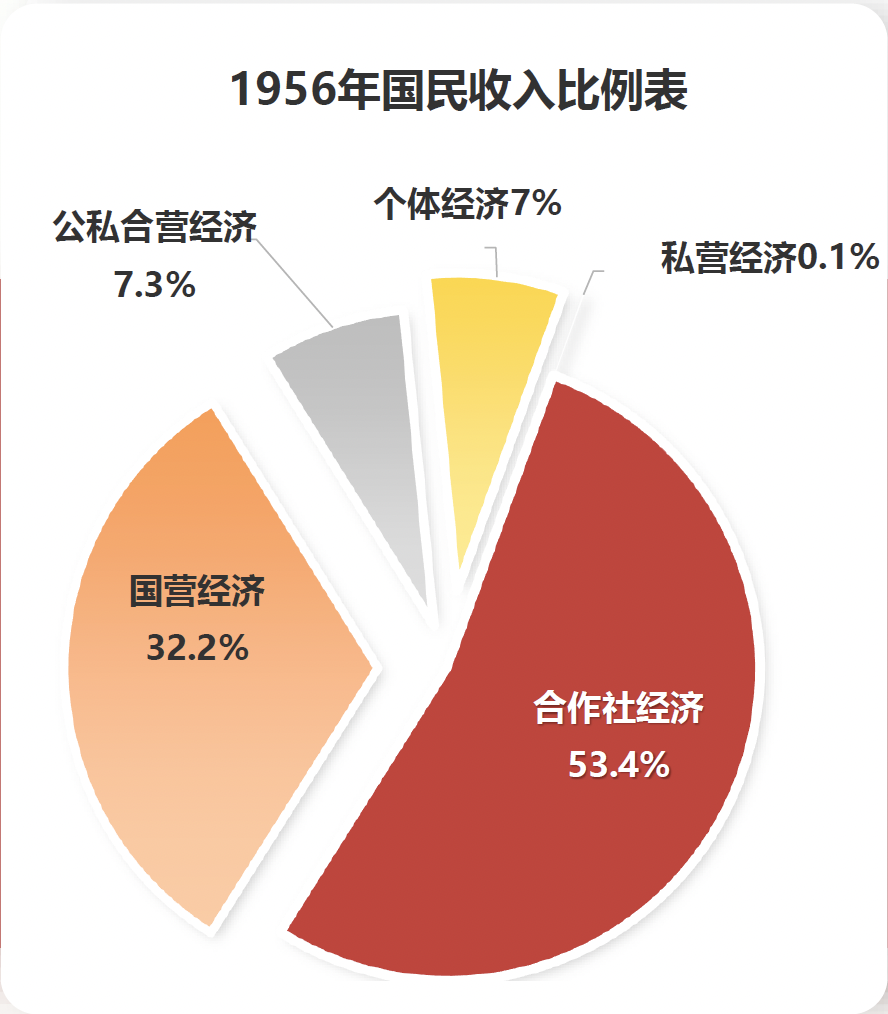 1956年国民收入比例表
个体经济7%
公私合营经济
7.3%
私营经济0.1%
国营经济
32.2%
合作社经济
53.4%